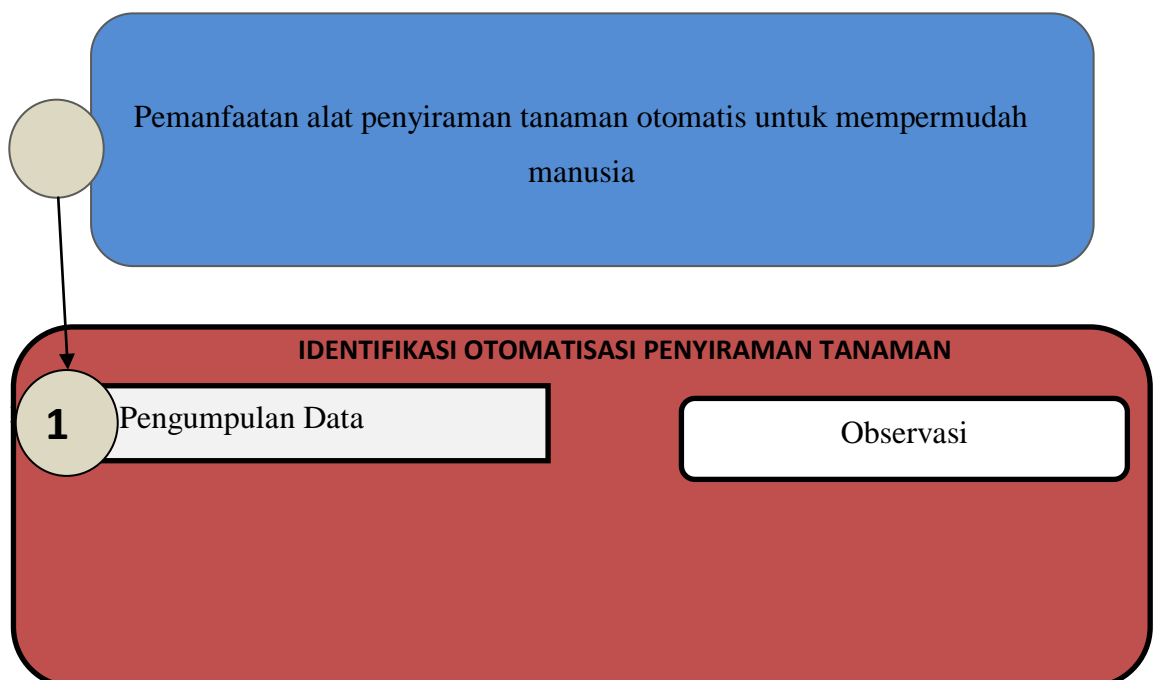 Pemanfaatan alat penyiraman tanaman otomatis untuk mempermudah
manusia
IDENTIFIKASI OTOMATISASI PENYIRAMAN TANAMAN
1
Pengumpulan Data
Observasi